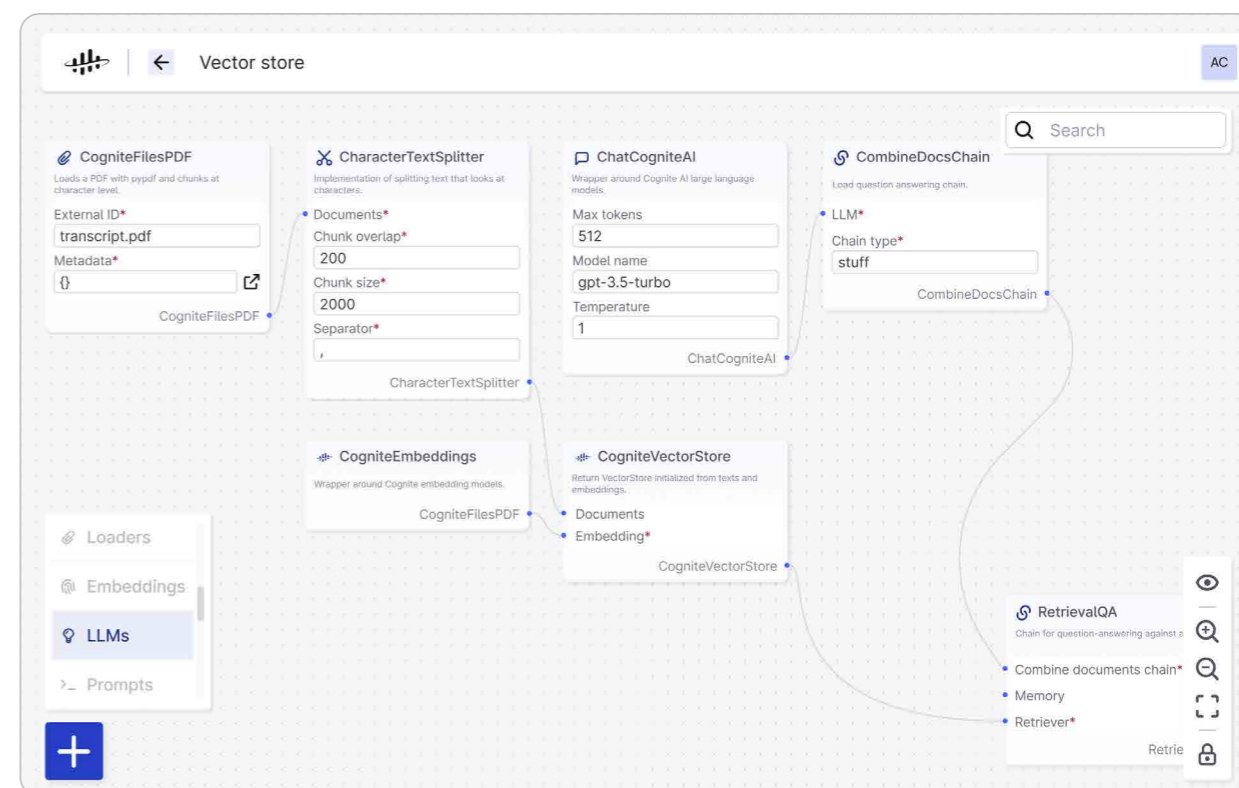 Vector store
AC
Search
CogniteFilesPDF
Loads a PDF with pypdf and chunks at
character level.
External ID*
transcript.pdf
Metadata*
{}
CogniteFilesPDF
CharacterTextSplitter
Implementation of splitting text that looks at
characters.
Documents*
Chunk overlap*
200
Chunk size*
2000
Separator*
,
CharacterTextSplitter
ChatCogniteAI
Wrapper around Cognite AI large language
models.
Max tokens
512
Model name
gpt-3.5-turbo
Temperature
1
ChatCogniteAI
CombineDocsChain
Load question answering chain.
LLM*
Chain type*
stuff
CombineDocsChain
CogniteEmbeddings
Wrapper around Cognite embedding models.
CogniteFilesPDF
CogniteVectorStore
Return VectorStore initialized from texts and
embeddings.
Documents
Embedding*
CogniteVectorStore
Loaders
Embeddings
LLMs
>_ Prompts
+
RetrievalQA
Chain for question-answering against a
Combine documents chain*
Memory
Retriever*
Retrie